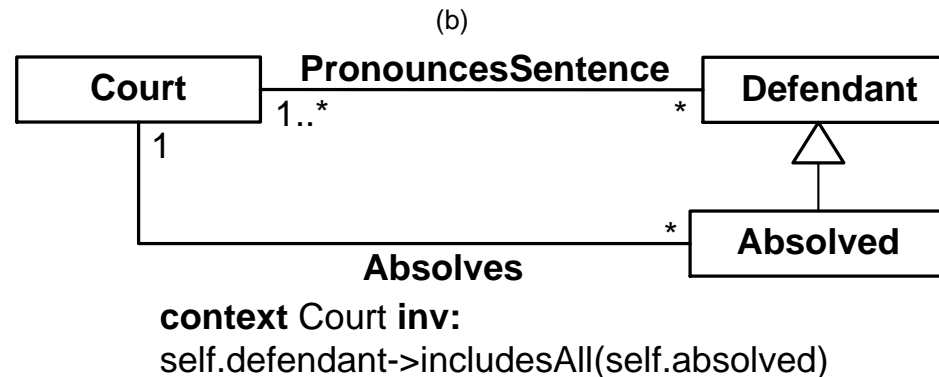 (b)
PronouncesSentence
Court
Defendant
1..*
*
1
*
Absolved
Absolves
context Court inv:
self.defendant->includesAll(self.absolved)